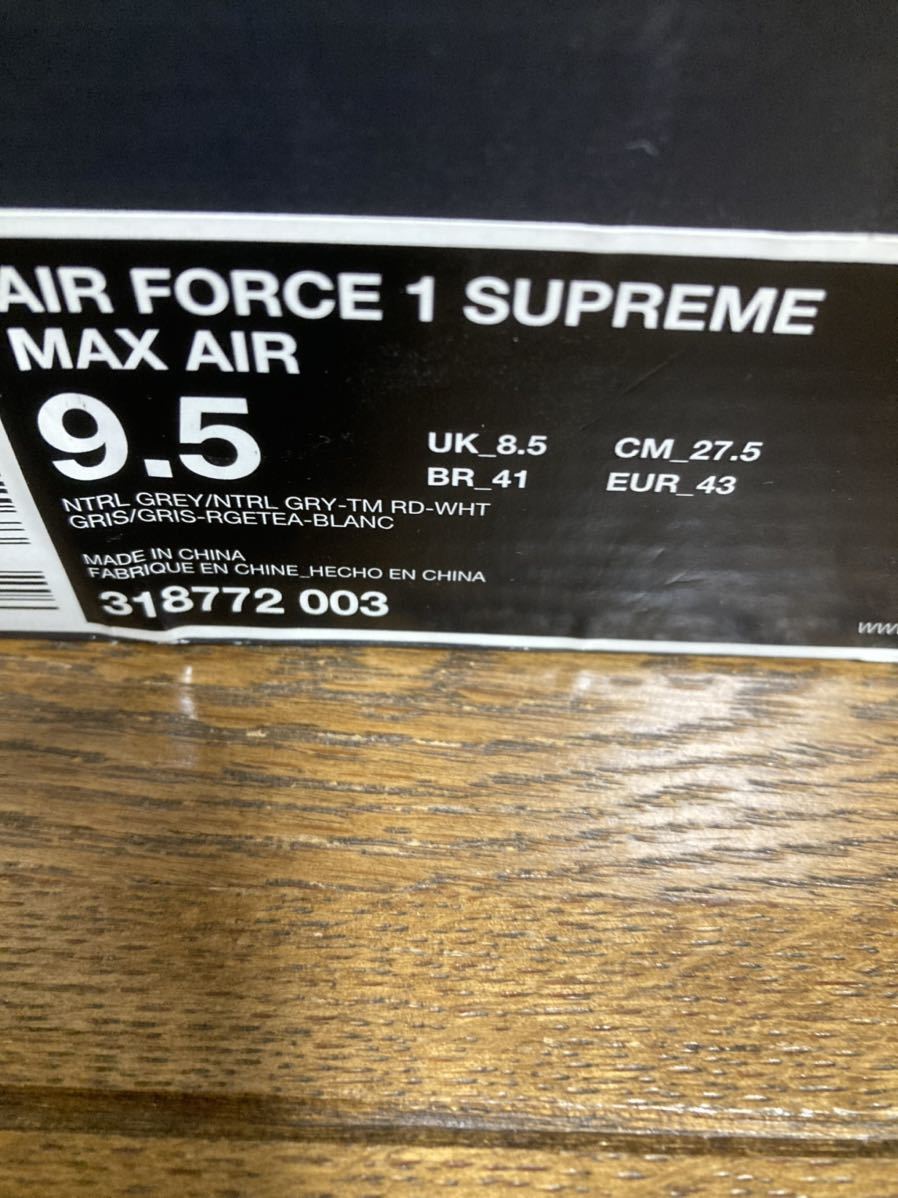 AIR FORCE 1 SUPREME
MAX AIR
9.5
UK_8.5 CM_27.5
BR_41 EUR_43
NTRL GREY/NTRL GRY-TM RD-WHT
GRIS/GRIS-RGETEA-BLANC
MADE IN CHINA
FABRIQUE EN CHINE_HECHO EN CHINA
318772 003
www